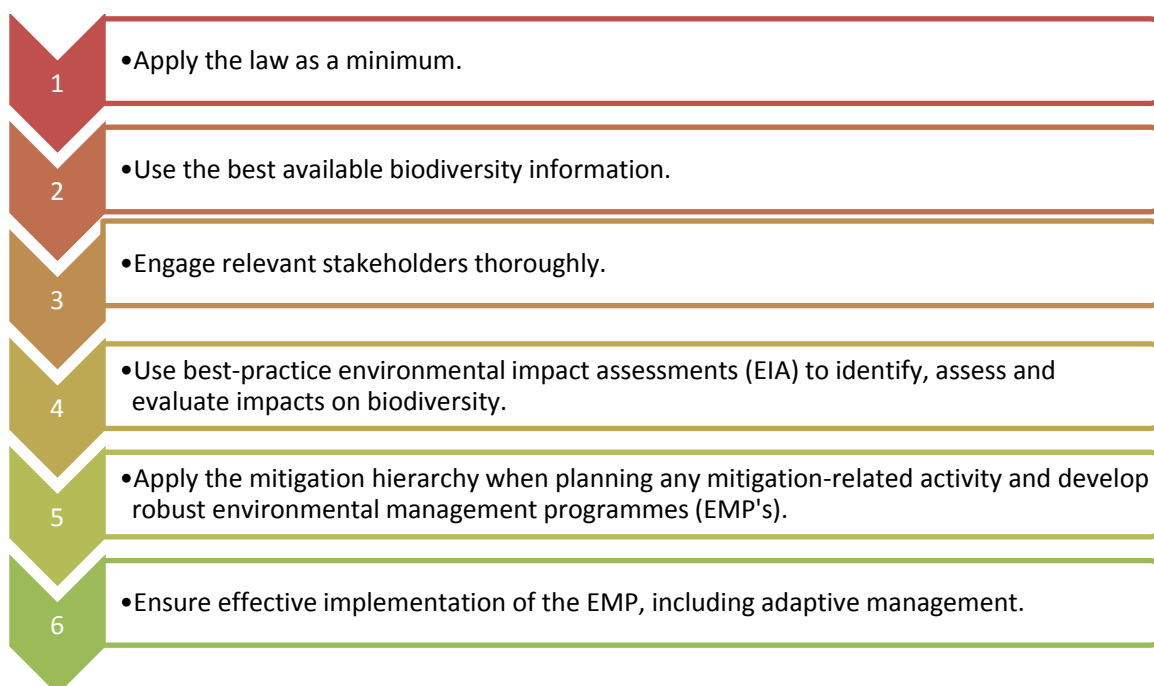 1
•Apply the law as a minimum.
2
•Use the best available biodiversity information.
3
•Engage relevant stakeholders thoroughly.
4
•Use best-practice environmental impact assessments (EIA) to identify, assess and
evaluate impacts on biodiversity.
5
•Apply the mitigation hierarchy when planning any mitigation-related activity and develop
robust environmental management programmes (EMP's).
6
•Ensure effective implementation of the EMP, including adaptive management.